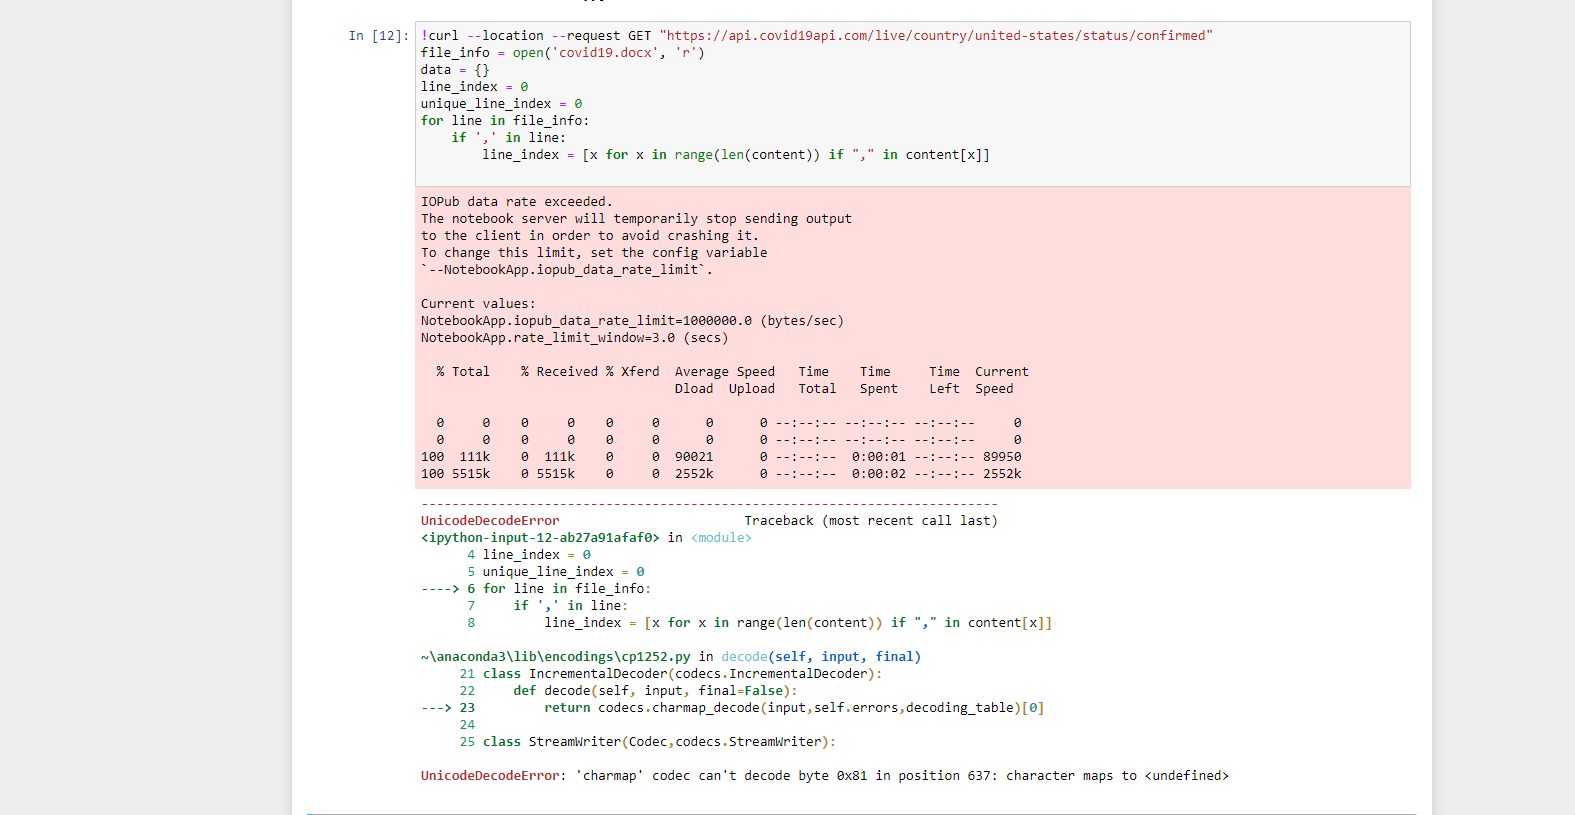 In [12]: !curl --location --request GET "https://api.covid19api.com/live/country/united-states/status/confirmed"
file_info = open('covid19.docx', 'r')
data = {}
line_index = 0
unique_line_index = 0
for line in file_info:
    if ',' in line:
        line_index = [x for x in range(len(content)) if "," in content[x]]
IOPub data rate exceeded.
The notebook server will temporarily stop sending output
to the client in order to avoid crashing it.
To change this limit, set the config variable
`--NotebookApp.iopub_data_rate_limit`.
Current values:
NotebookApp.iopub_data_rate_limit=1000000.0 (bytes/sec)
NotebookApp.rate_limit_window=3.0 (secs)
  % Total    % Received % Xferd  Average Speed   Time    Time     Time  Current
                                 Dload  Upload   Total   Spent    Left  Speed
  0     0    0     0    0     0      0      0 --:--:-- --:--:-- --:--:--     0
  0     0    0     0    0     0      0      0 --:--:-- --:--:-- --:--:--     0
100  111k    0  111k    0     0  90021      0 --:--:--  0:00:01 --:--:-- 89950
100 5515k    0 5515k    0     0  2552k      0 --:--:--  0:00:02 --:--:-- 2552k
---------------------------------------------------------------------------
UnicodeDecodeError                        Traceback (most recent call last)
<ipython-input-12-ab27a91afaf0> in <module>
      4 line_index = 0
      5 unique_line_index = 0
----> 6 for line in file_info:
      7     if ',' in line:
      8         line_index = [x for x in range(len(content)) if "," in content[x]]
~\anaconda3\lib\encodings\cp1252.py in decode(self, input, final)
     21 class IncrementalDecoder(codecs.IncrementalDecoder):
     22     def decode(self, input, final=False):
---> 23         return codecs.charmap_decode(input,self.errors,decoding_table)[0]
     24
     25 class StreamWriter(Codec,codecs.StreamWriter):
UnicodeDecodeError: 'charmap' codec can't decode byte 0x81 in position 637: character maps to <undefined>